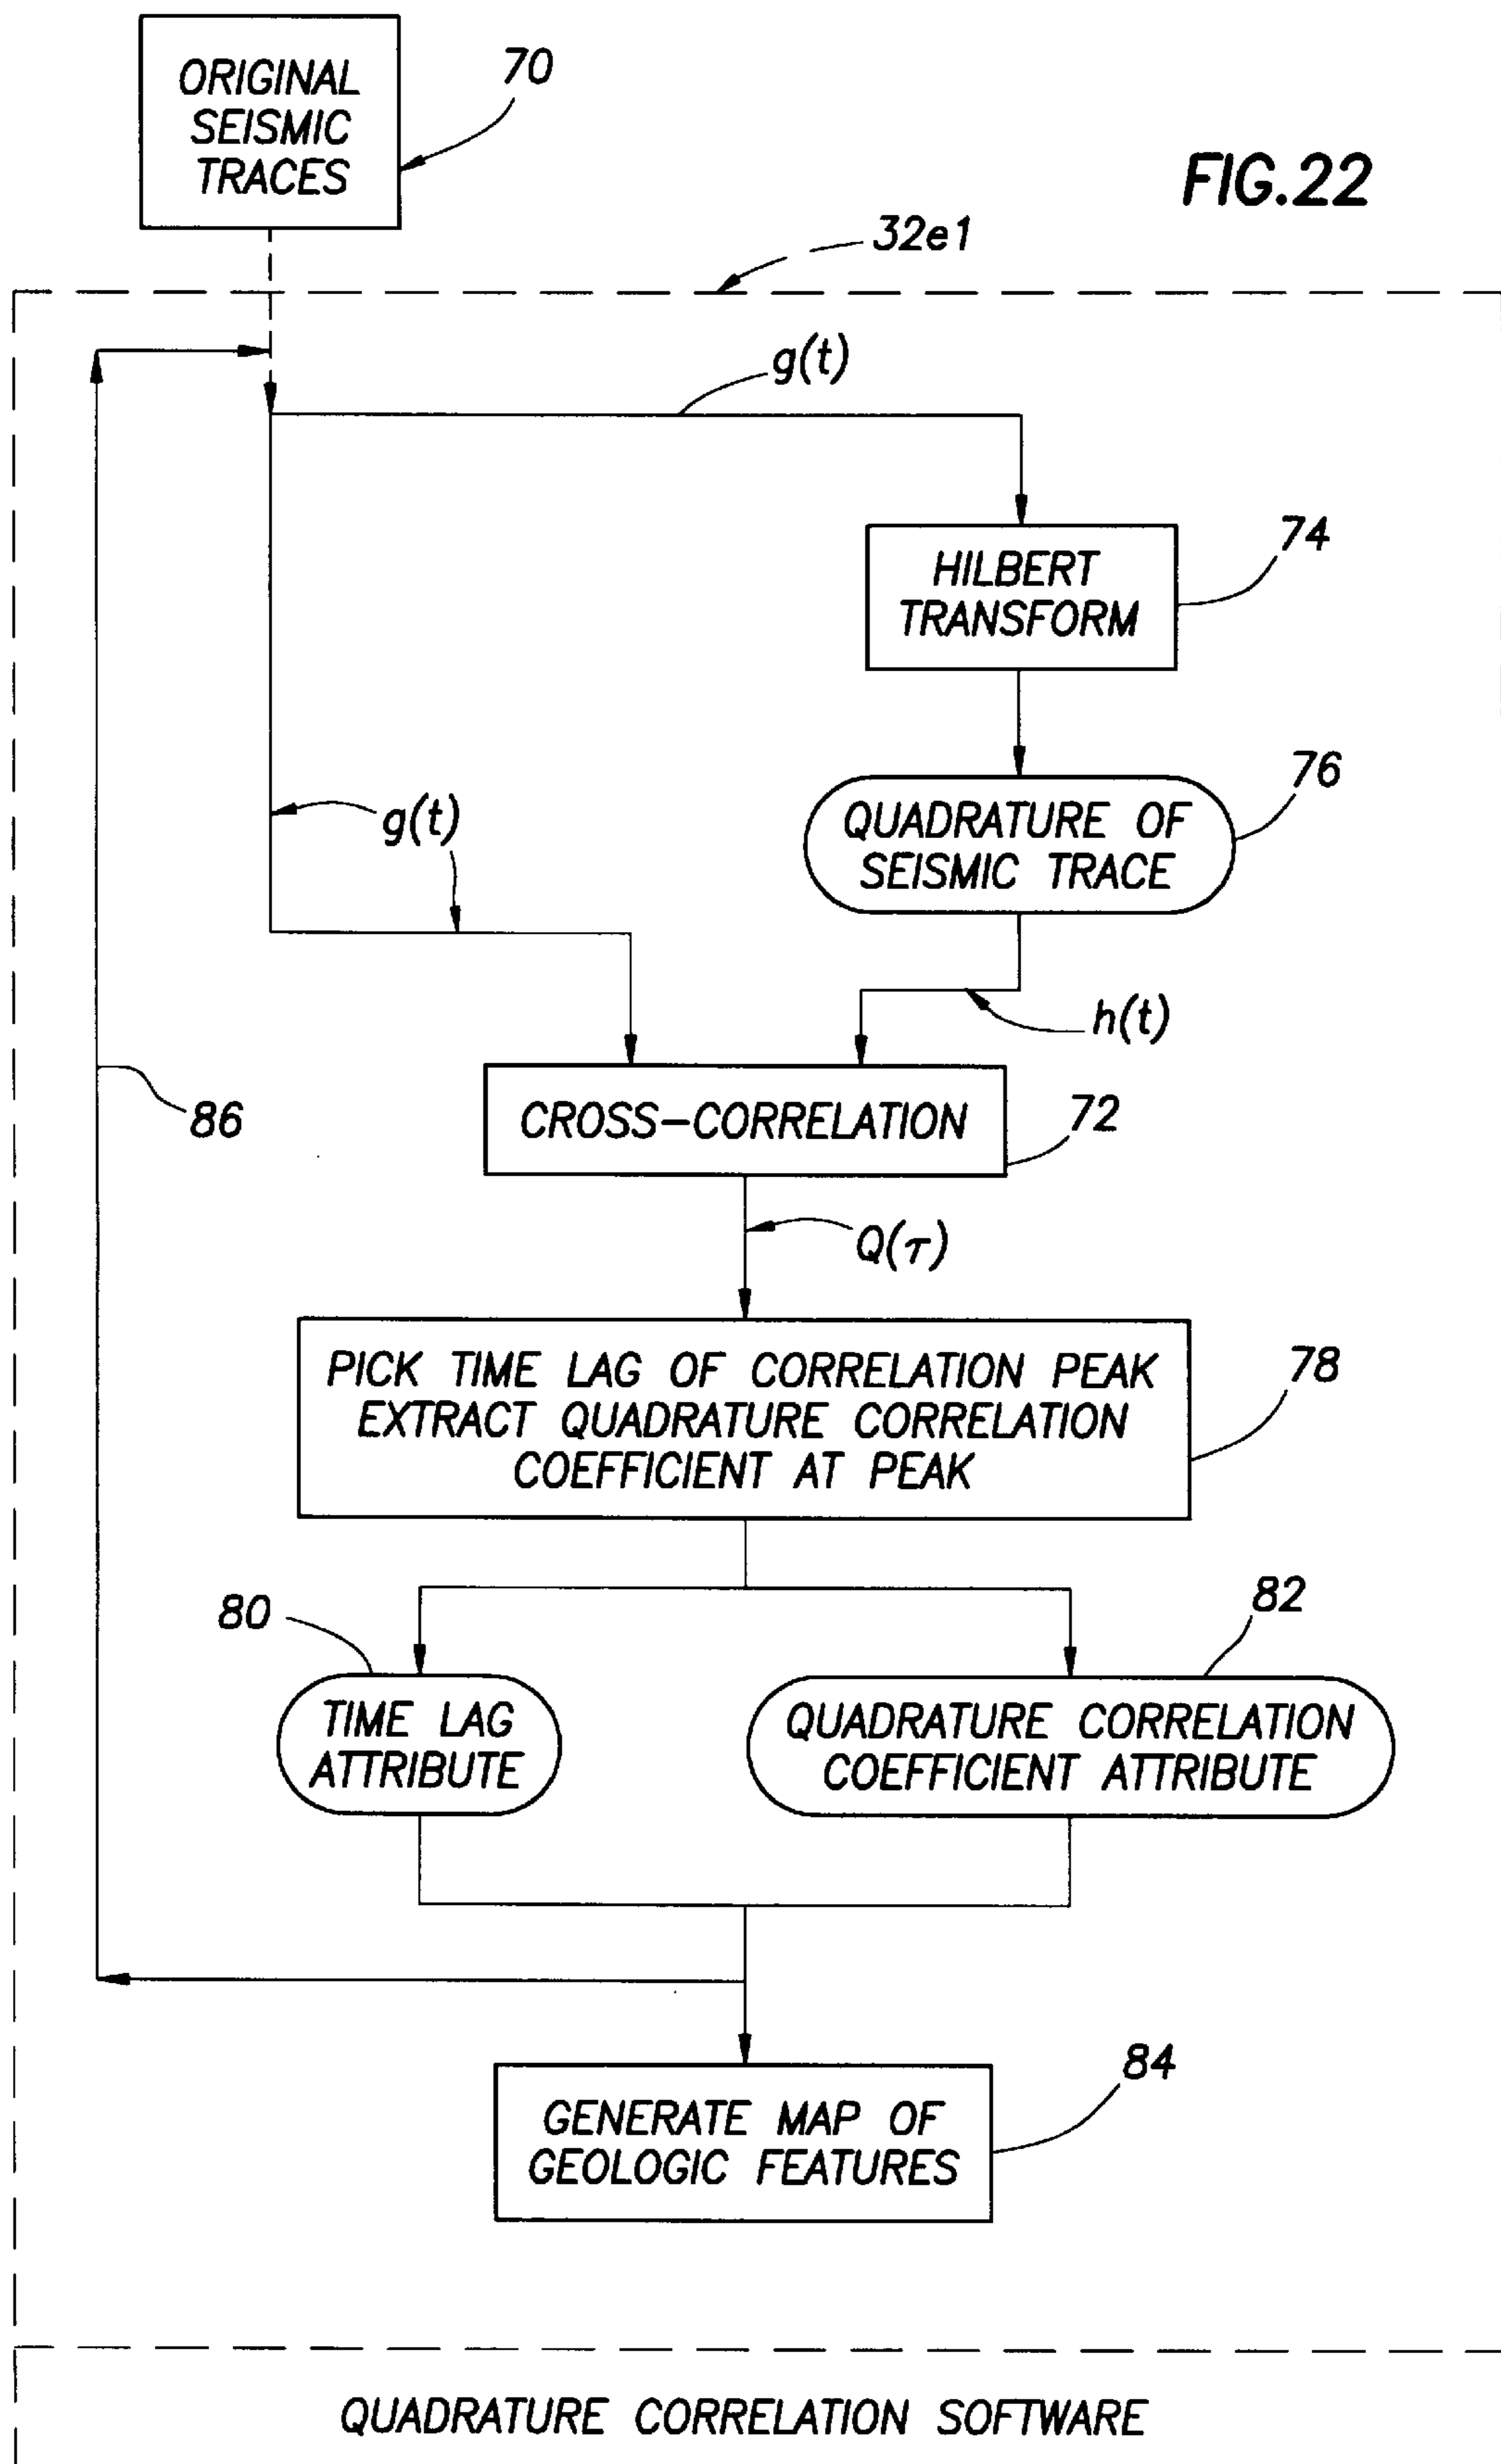 ORIGINAL
SEISMIC
TRACES
70
FIG.22
32e1
g(t)
HILBERT
TRANSFORM
74
QUADRATURE OF
SEISMIC TRACE
76
g(t)
h(t)
CROSS-CORRELATION
72
86
Q(τ)
PICK TIME LAG OF CORRELATION PEAK
EXTRACT QUADRATURE CORRELATION
COEFFICIENT AT PEAK
78
80
82
TIME LAG
ATTRIBUTE
QUADRATURE CORRELATION
COEFFICIENT ATTRIBUTE
84
GENERATE MAP OF
GEOLOGIC FEATURES
QUADRATURE CORRELATION SOFTWARE